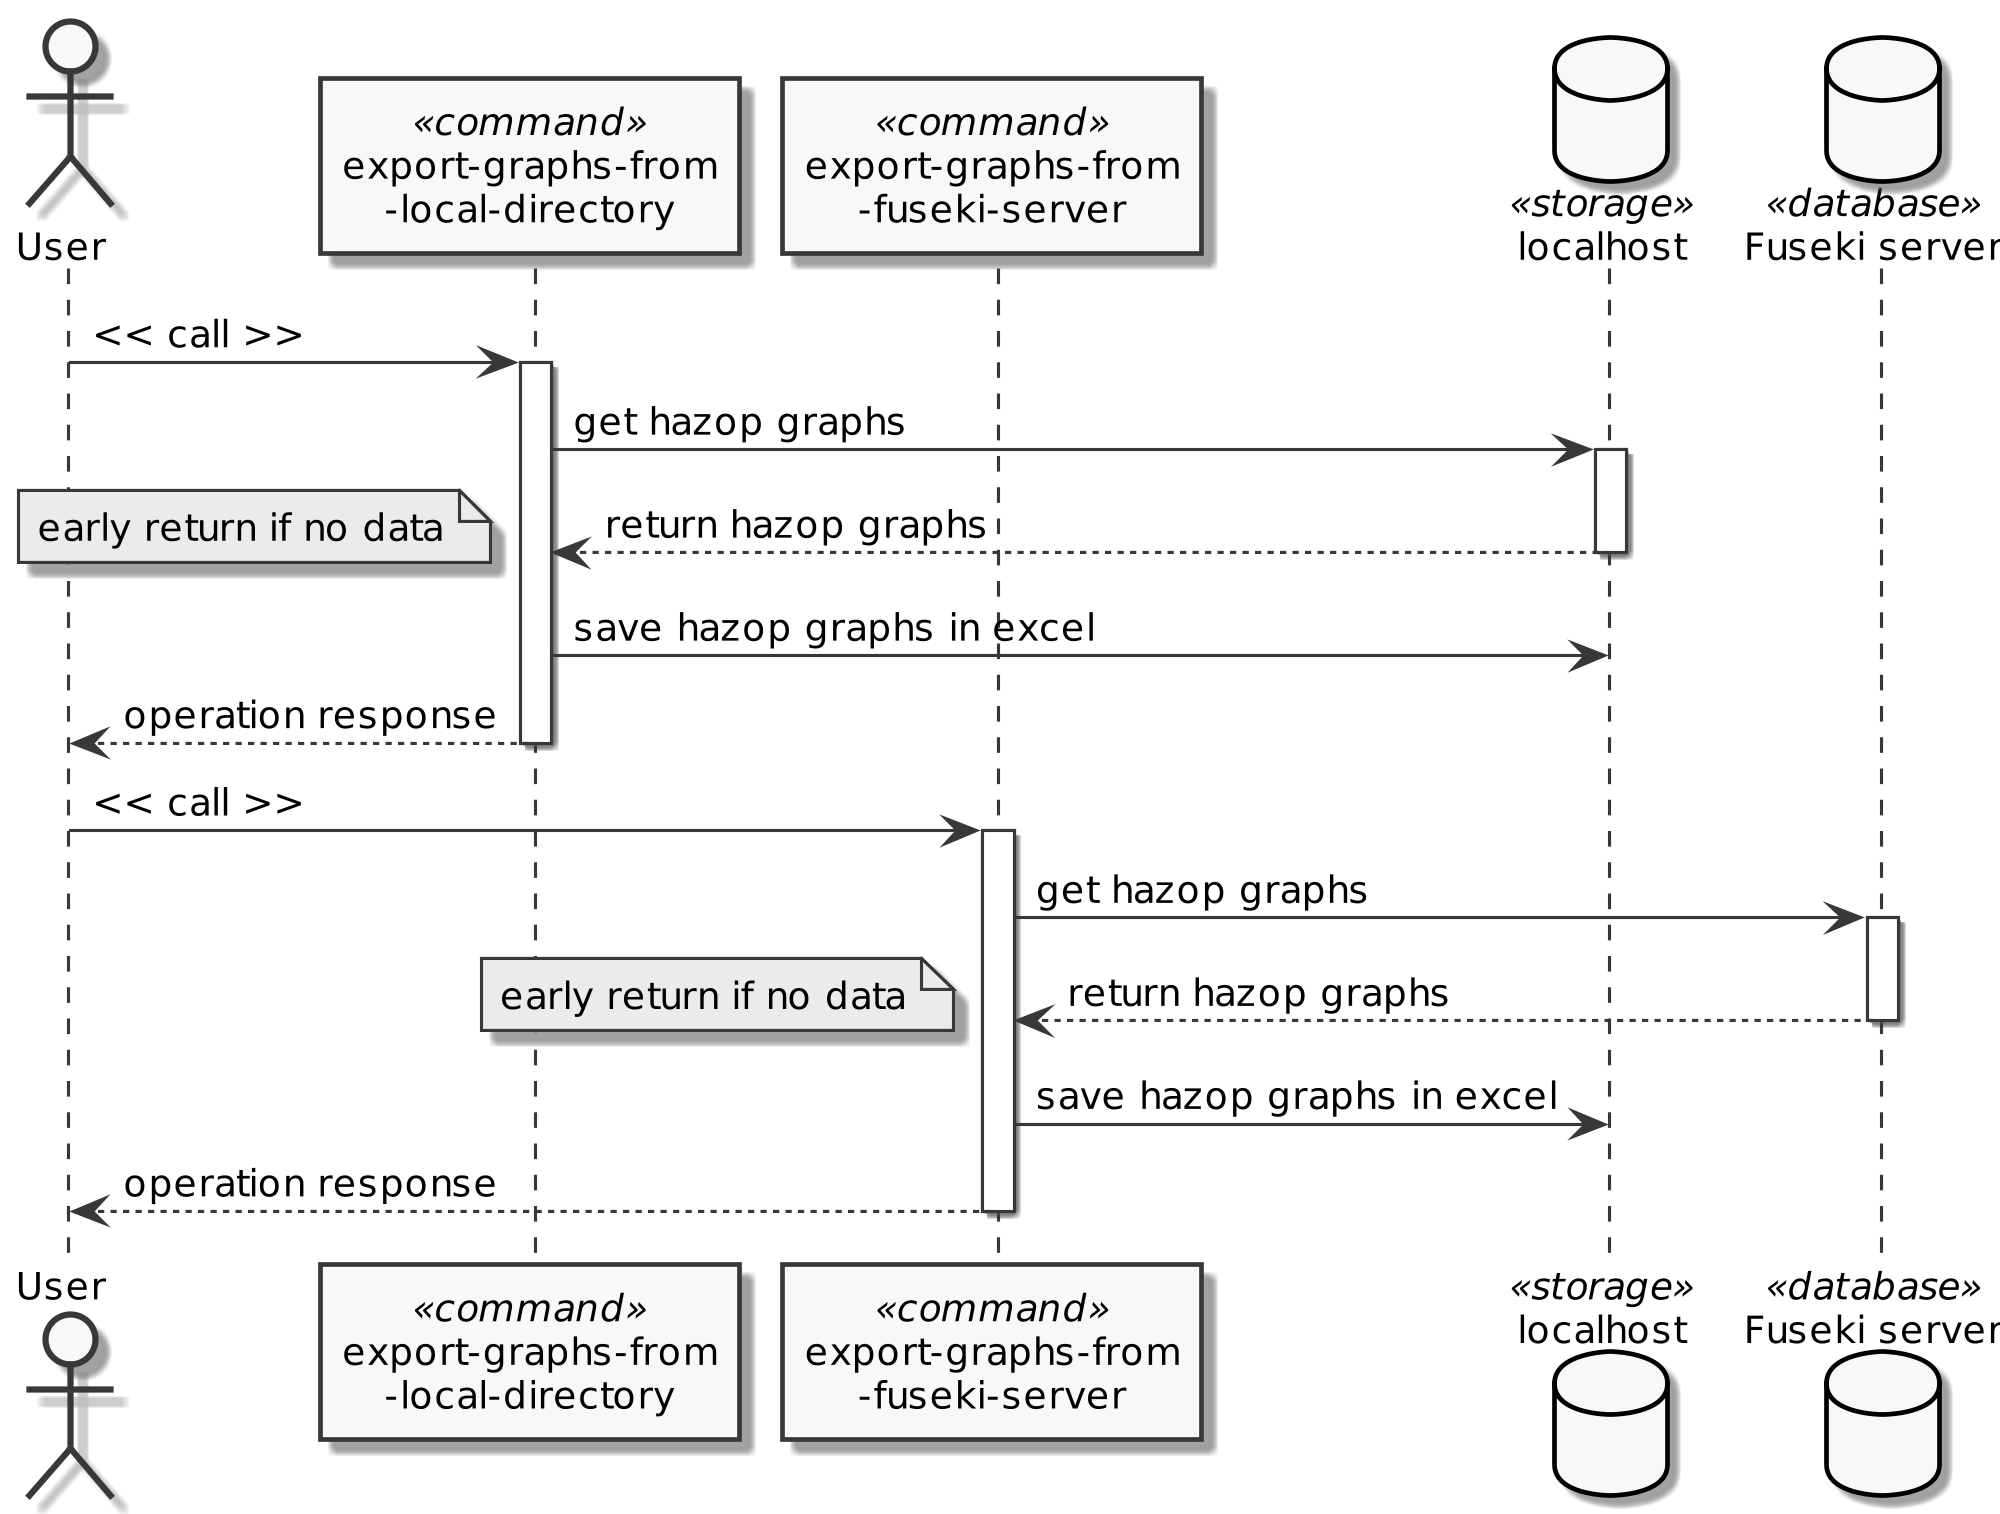 «command»
export-graphs-from
-local-directory
«command»
export-graphs-from
-fuseki-server
User
«storage»
localhost
«database»
Fuseki server
<< call >>
get hazop graphs
early return if no data
return hazop graphs
save hazop graphs in excel
operation response
<< call >>
get hazop graphs
early return if no data
return hazop graphs
save hazop graphs in excel
operation response
User
«command»
export-graphs-from
-local-directory
«command»
export-graphs-from
-fuseki-server
«storage»
localhost
«database»
Fuseki server